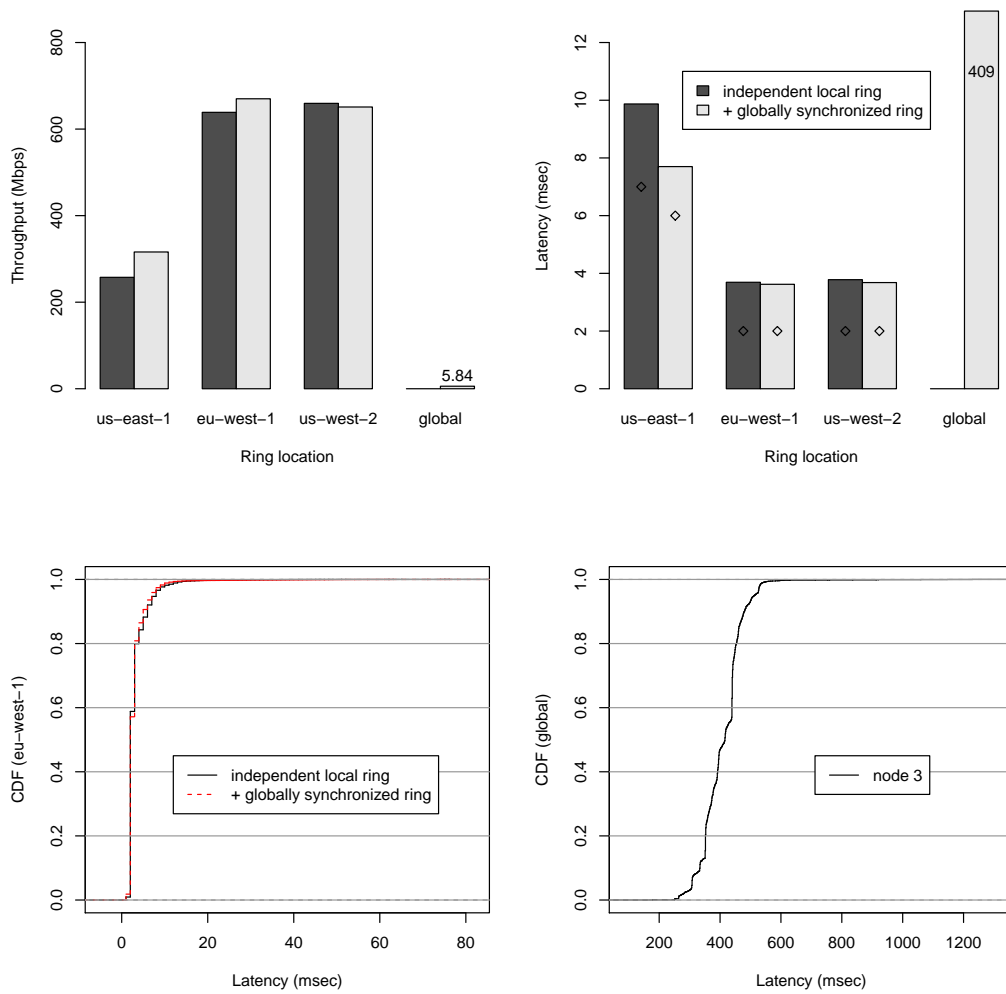 Throughput (Mbps)
0
200
400
600
800
5.84
us−east−1
eu−west−1
us−west−2
global
Ring location
Latency (msec)
0
2
4
6
8
10
12
independent local ring
+ globally synchronized ring
409
us−east−1
eu−west−1
us−west−2
global
Ring location
CDF (eu−west−1)
0.0
0.2
0.4
0.6
0.8
1.0
independent local ring
+ globally synchronized ring
0
20
40
60
80
Latency (msec)
CDF (global)
0.0
0.2
0.4
0.6
0.8
1.0
node 3
200
400
600
800
1000
1200
Latency (msec)